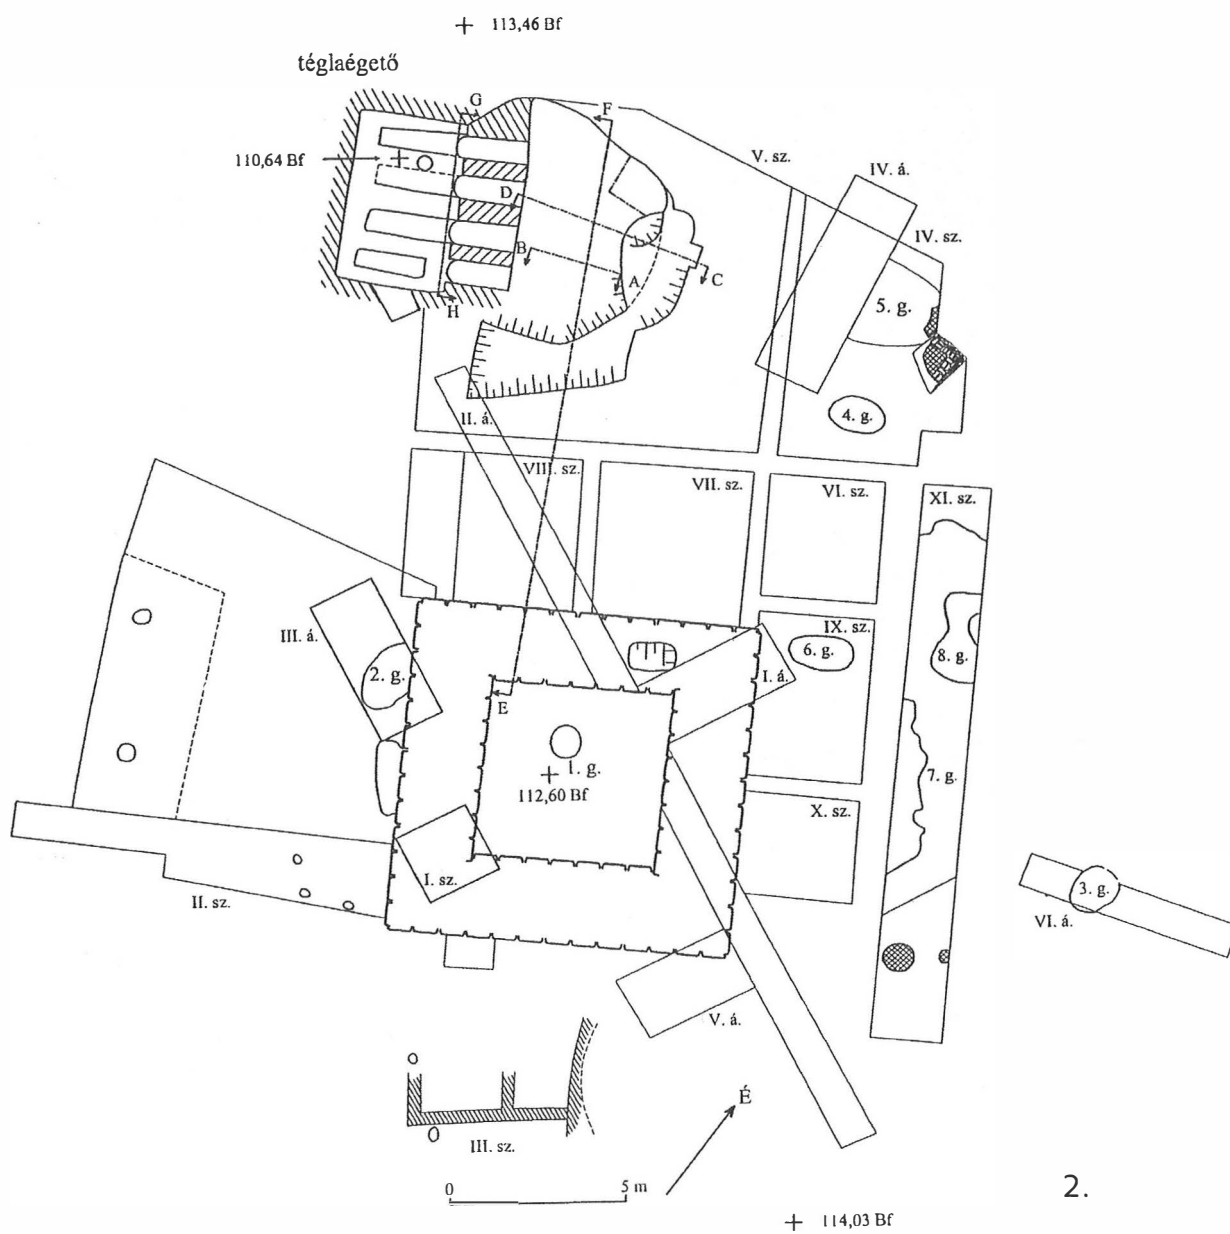 113,46 Bf
téglaégető
G
F
110,64 Bf
V. sz.
IV. á.
D
IV. sz.
B
A
C
H
5. g.
II. á.
4. g.
VIII. sz.
VII. sz.
VI. sz.
XI. sz.
III. á.
IX. sz.
6. g.
8. g.
2. g.
I. á.
E
1. g.
7. g.
112,60 Bf
X. sz.
I. sz.
3. g.
II. sz.
VI. á.
V. á.
É
III. sz.
0 5 m
2.
114,03 Bf